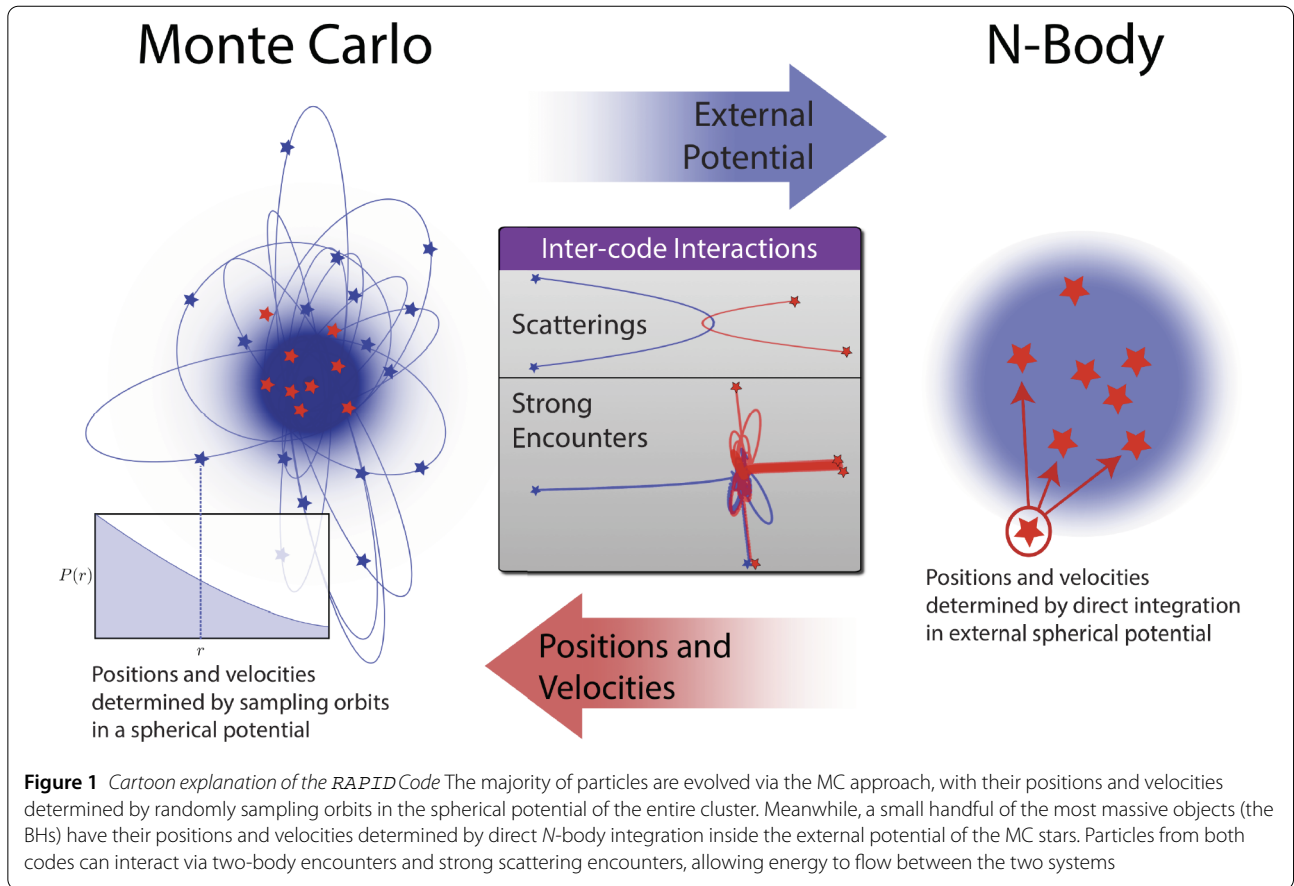 Monte Carlo
N-Body
External
Potential
Inter-code Interactions
Scatterings
Strong
Encounters
P(r)
r
Positions and velocities
determined by sampling orbits
in a spherical potential
Positions and
Velocities
Positions and velocities
determined by direct integration
in external spherical potential
Figure 1 Cartoon explanation of the RAPID Code The majority of particles are evolved via the MC approach, with their positions and velocities
determined by randomly sampling orbits in the spherical potential of the entire cluster. Meanwhile, a small handful of the most massive objects (the
BHs) have their positions and velocities determined by direct N-body integration inside the external potential of the MC stars. Particles from both
codes can interact via two-body encounters and strong scattering encounters, allowing energy to flow between the two systems